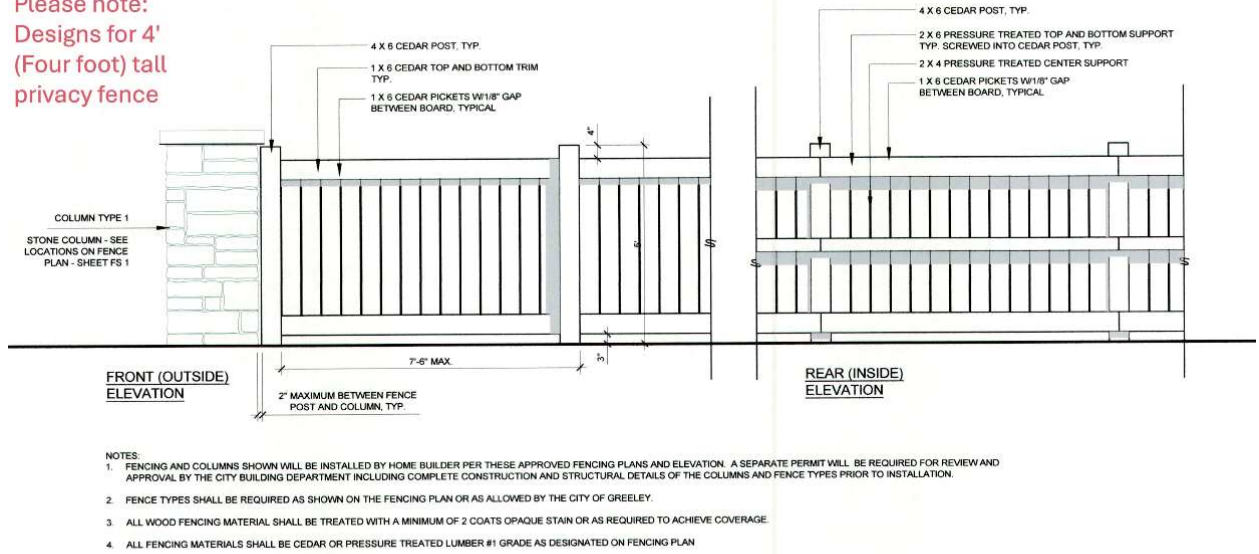 Please note:
Designs for 4'
(Four foot) tall
privacy fence
4 X 6 CEDAR POST, TYP.
1 X 6 CEDAR TOP AND BOTTOM TRIM
TYP.
1 X 6 CEDAR PICKETS W/1/8" GAP
BETWEEN BOARD, TYPICAL
4 X 6 CEDAR POST, TYP.
2 X 6 PRESSURE TREATED TOP AND BOTTOM SUPPORT
TYP. SCREWED INTO CEDAR POST, TYP.
2 X 4 PRESSURE TREATED CENTER SUPPORT
1 X 6 CEDAR PICKETS W/1/8" GAP
BETWEEN BOARD, TYPICAL
4"
COLUMN TYPE 1
STONE COLUMN - SEE
LOCATIONS ON FENCE
PLAN - SHEET FS 1
7'-6" MAX.
3"
FRONT (OUTSIDE)
ELEVATION
2" MAXIMUM BETWEEN FENCE
POST AND COLUMN, TYP.
REAR (INSIDE)
ELEVATION
NOTES:
1. FENCING AND COLUMNS SHOWN WILL BE INSTALLED BY HOME BUILDER PER THESE APPROVED FENCING PLANS AND ELEVATION. A SEPARATE PERMIT WILL BE REQUIRED FOR REVIEW AND
APPROVAL BY THE CITY BUILDING DEPARTMENT INCLUDING COMPLETE CONSTRUCTION AND STRUCTURAL DETAILS OF THE COLUMNS AND FENCE TYPES PRIOR TO INSTALLATION.
2. FENCE TYPES SHALL BE REQUIRED AS SHOWN ON THE FENCING PLAN OR AS ALLOWED BY THE CITY OF GREELEY.
3. ALL WOOD FENCING MATERIAL SHALL BE TREATED WITH A MINIMUM OF 2 COATS OPAQUE STAIN OR AS REQUIRED TO ACHIEVE COVERAGE.
4. ALL FENCING MATERIALS SHALL BE CEDAR OR PRESSURE TREATED LUMBER #1 GRADE AS DESIGNATED ON FENCING PLAN